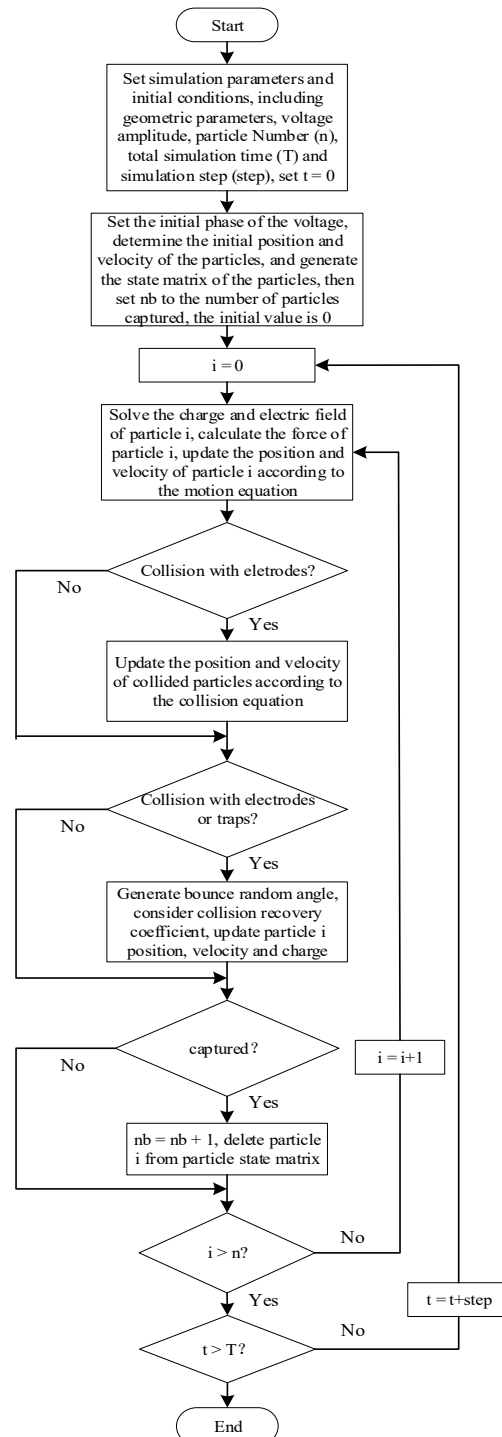 Start
Set simulation parameters and
initial conditions, including
geometric parameters, voltage
amplitude, particle Number (n),
total simulation time (T) and
simulation step (step), set t = 0
Set the initial phase of the voltage,
determine the initial position and
velocity of the particles, and generate
the state matrix of the particles, then
set nb to the number of particles
captured, the initial value is 0
i = 0
Solve the charge and electric field
of particle i, calculate the force of
particle i, update the position and
velocity of particle i according to
the motion equation
Collision with eletrodes?
No
Yes
Update the position and velocity
of collided particles according to
the collision equation
Collision with electrodes
or traps?
No
Yes
Generate bounce random angle,
consider collision recovery
coefficient, update particle i
position, velocity and charge
captured?
i = i+1
No
Yes
nb = nb + 1, delete particle
i from particle state matrix
i > n?
No
Yes
t = t+step
t > T?
No
End